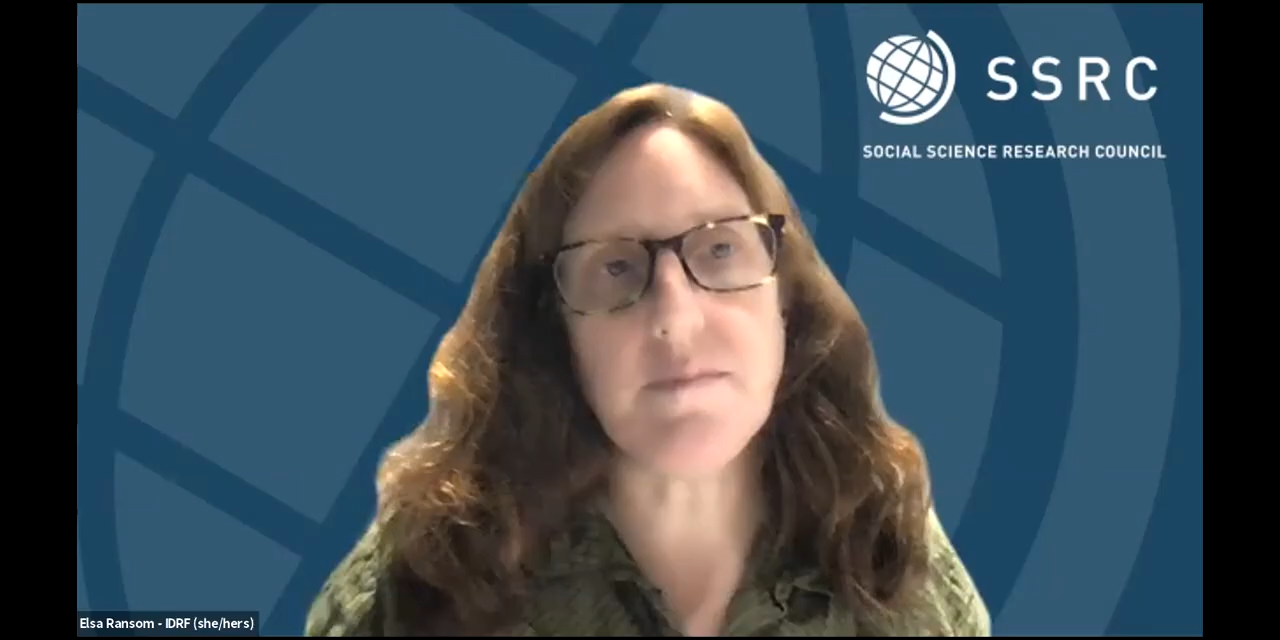 SSRC
SOCIAL SCIENCE RESEARCH COUNCIL
Elsa Ransom - IDRF (she/hers)